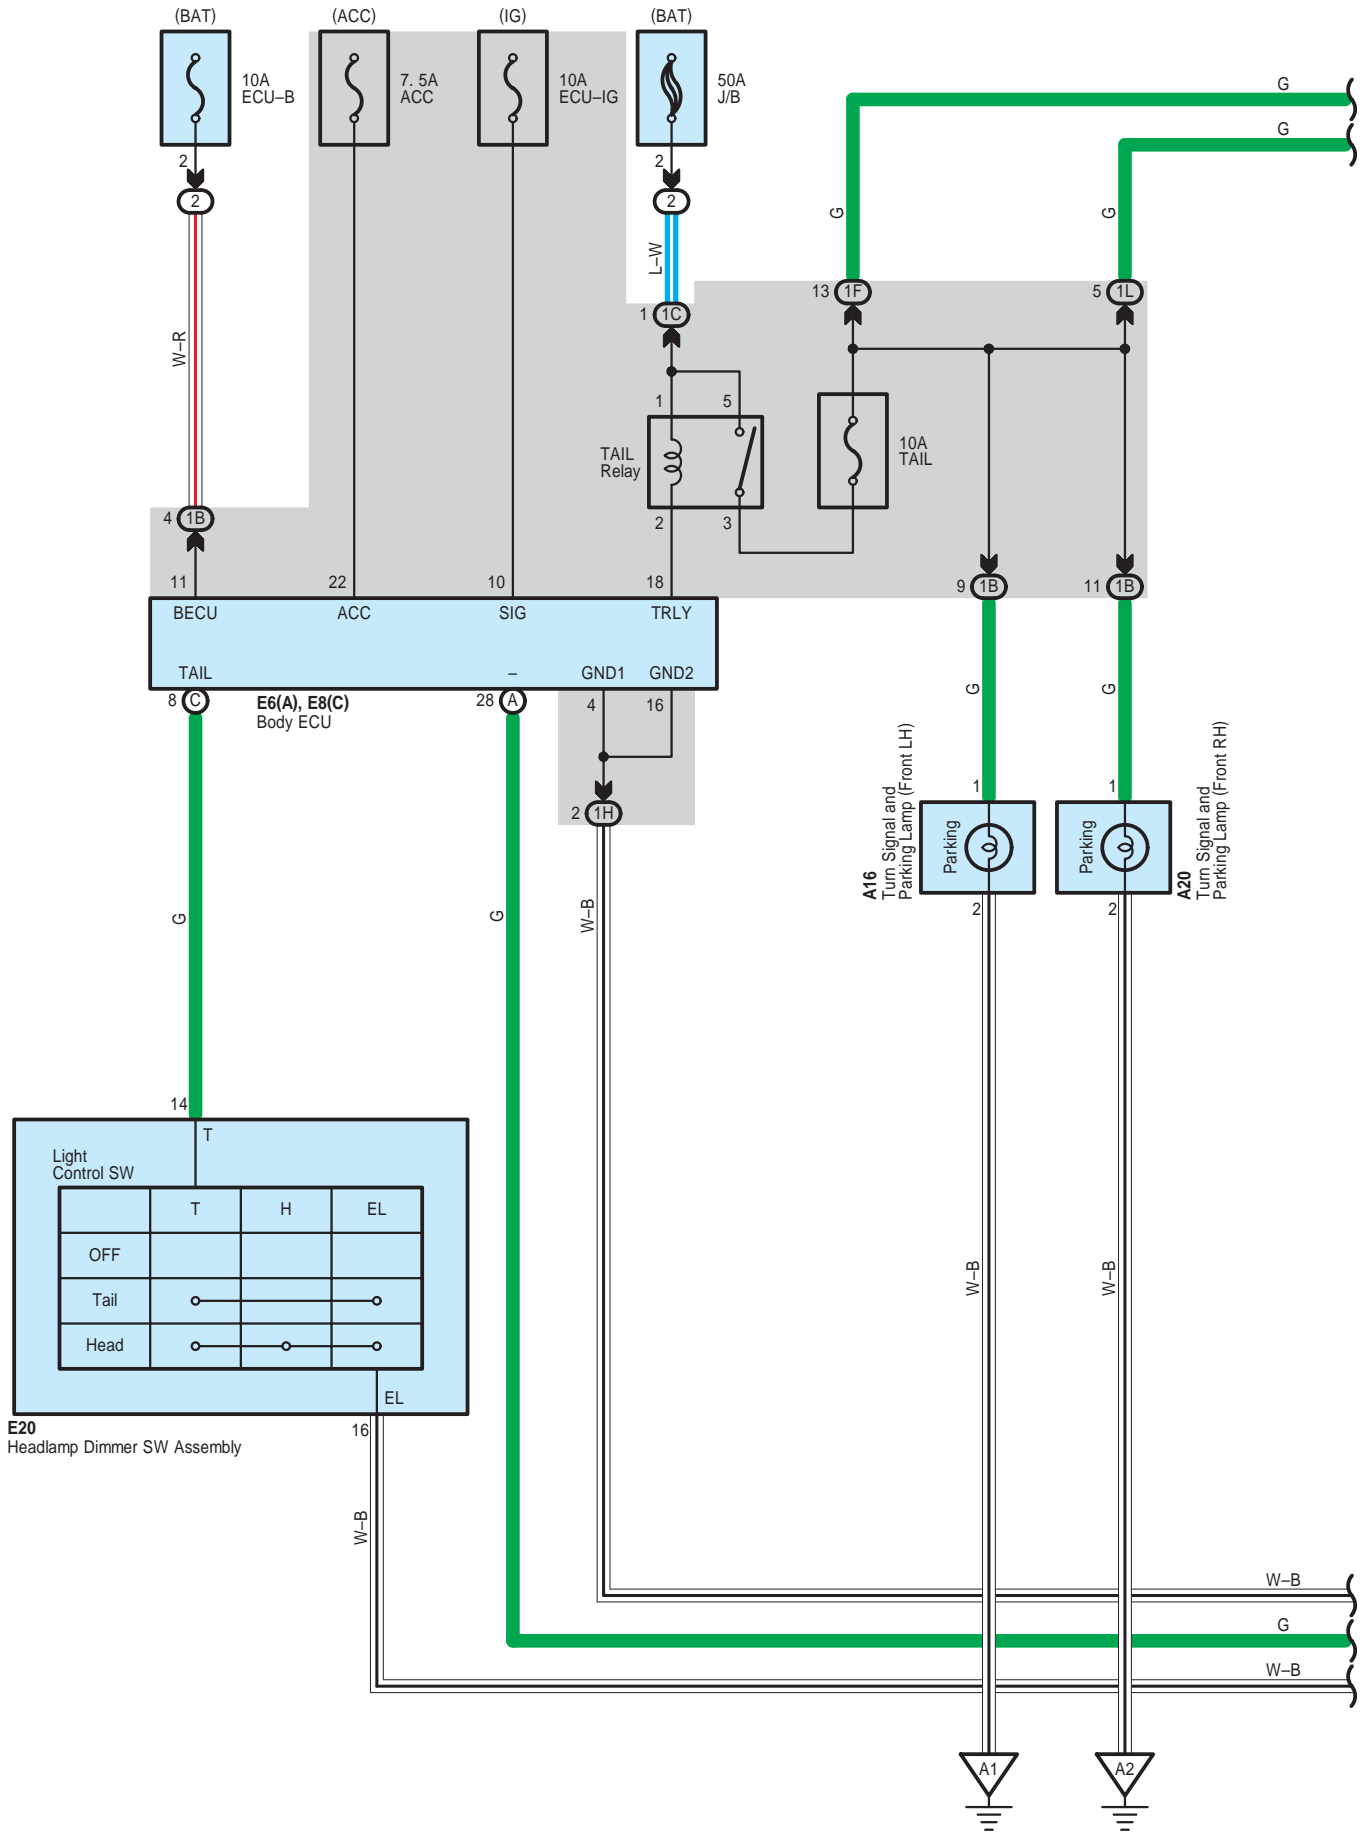 (BAT)
(ACC)
(IG)
(BAT)
10A
ECU–B
7. 5A
ACC
10A
ECU–IG
50A
J/B
G
G
2
2
2
2
W–R
L–W
G
G
13 1F
5 1L
1 1C
1
5
TAIL
Relay
10A
TAIL
2
3
4 1B
11
22
10
18
9 1B
11 1B
BECU
ACC
SIG
TRLY
TAIL
–
GND1
GND2
8 C
E6(A), E8(C)
Body ECU
28 A
4
16
G
G
2 1H
1
1
Parking
Parking
A16
Turn Signal and
Parking Lamp (Front LH)
A20
Turn Signal and
Parking Lamp (Front RH)
2
2
G
G
W–B
14
T
Light
Control SW
T
H
EL
OFF
Tail
Head
EL
W–B
W–B
E20
Headlamp Dimmer SW Assembly
16
W–B
W–B
G
W–B
A1
A2